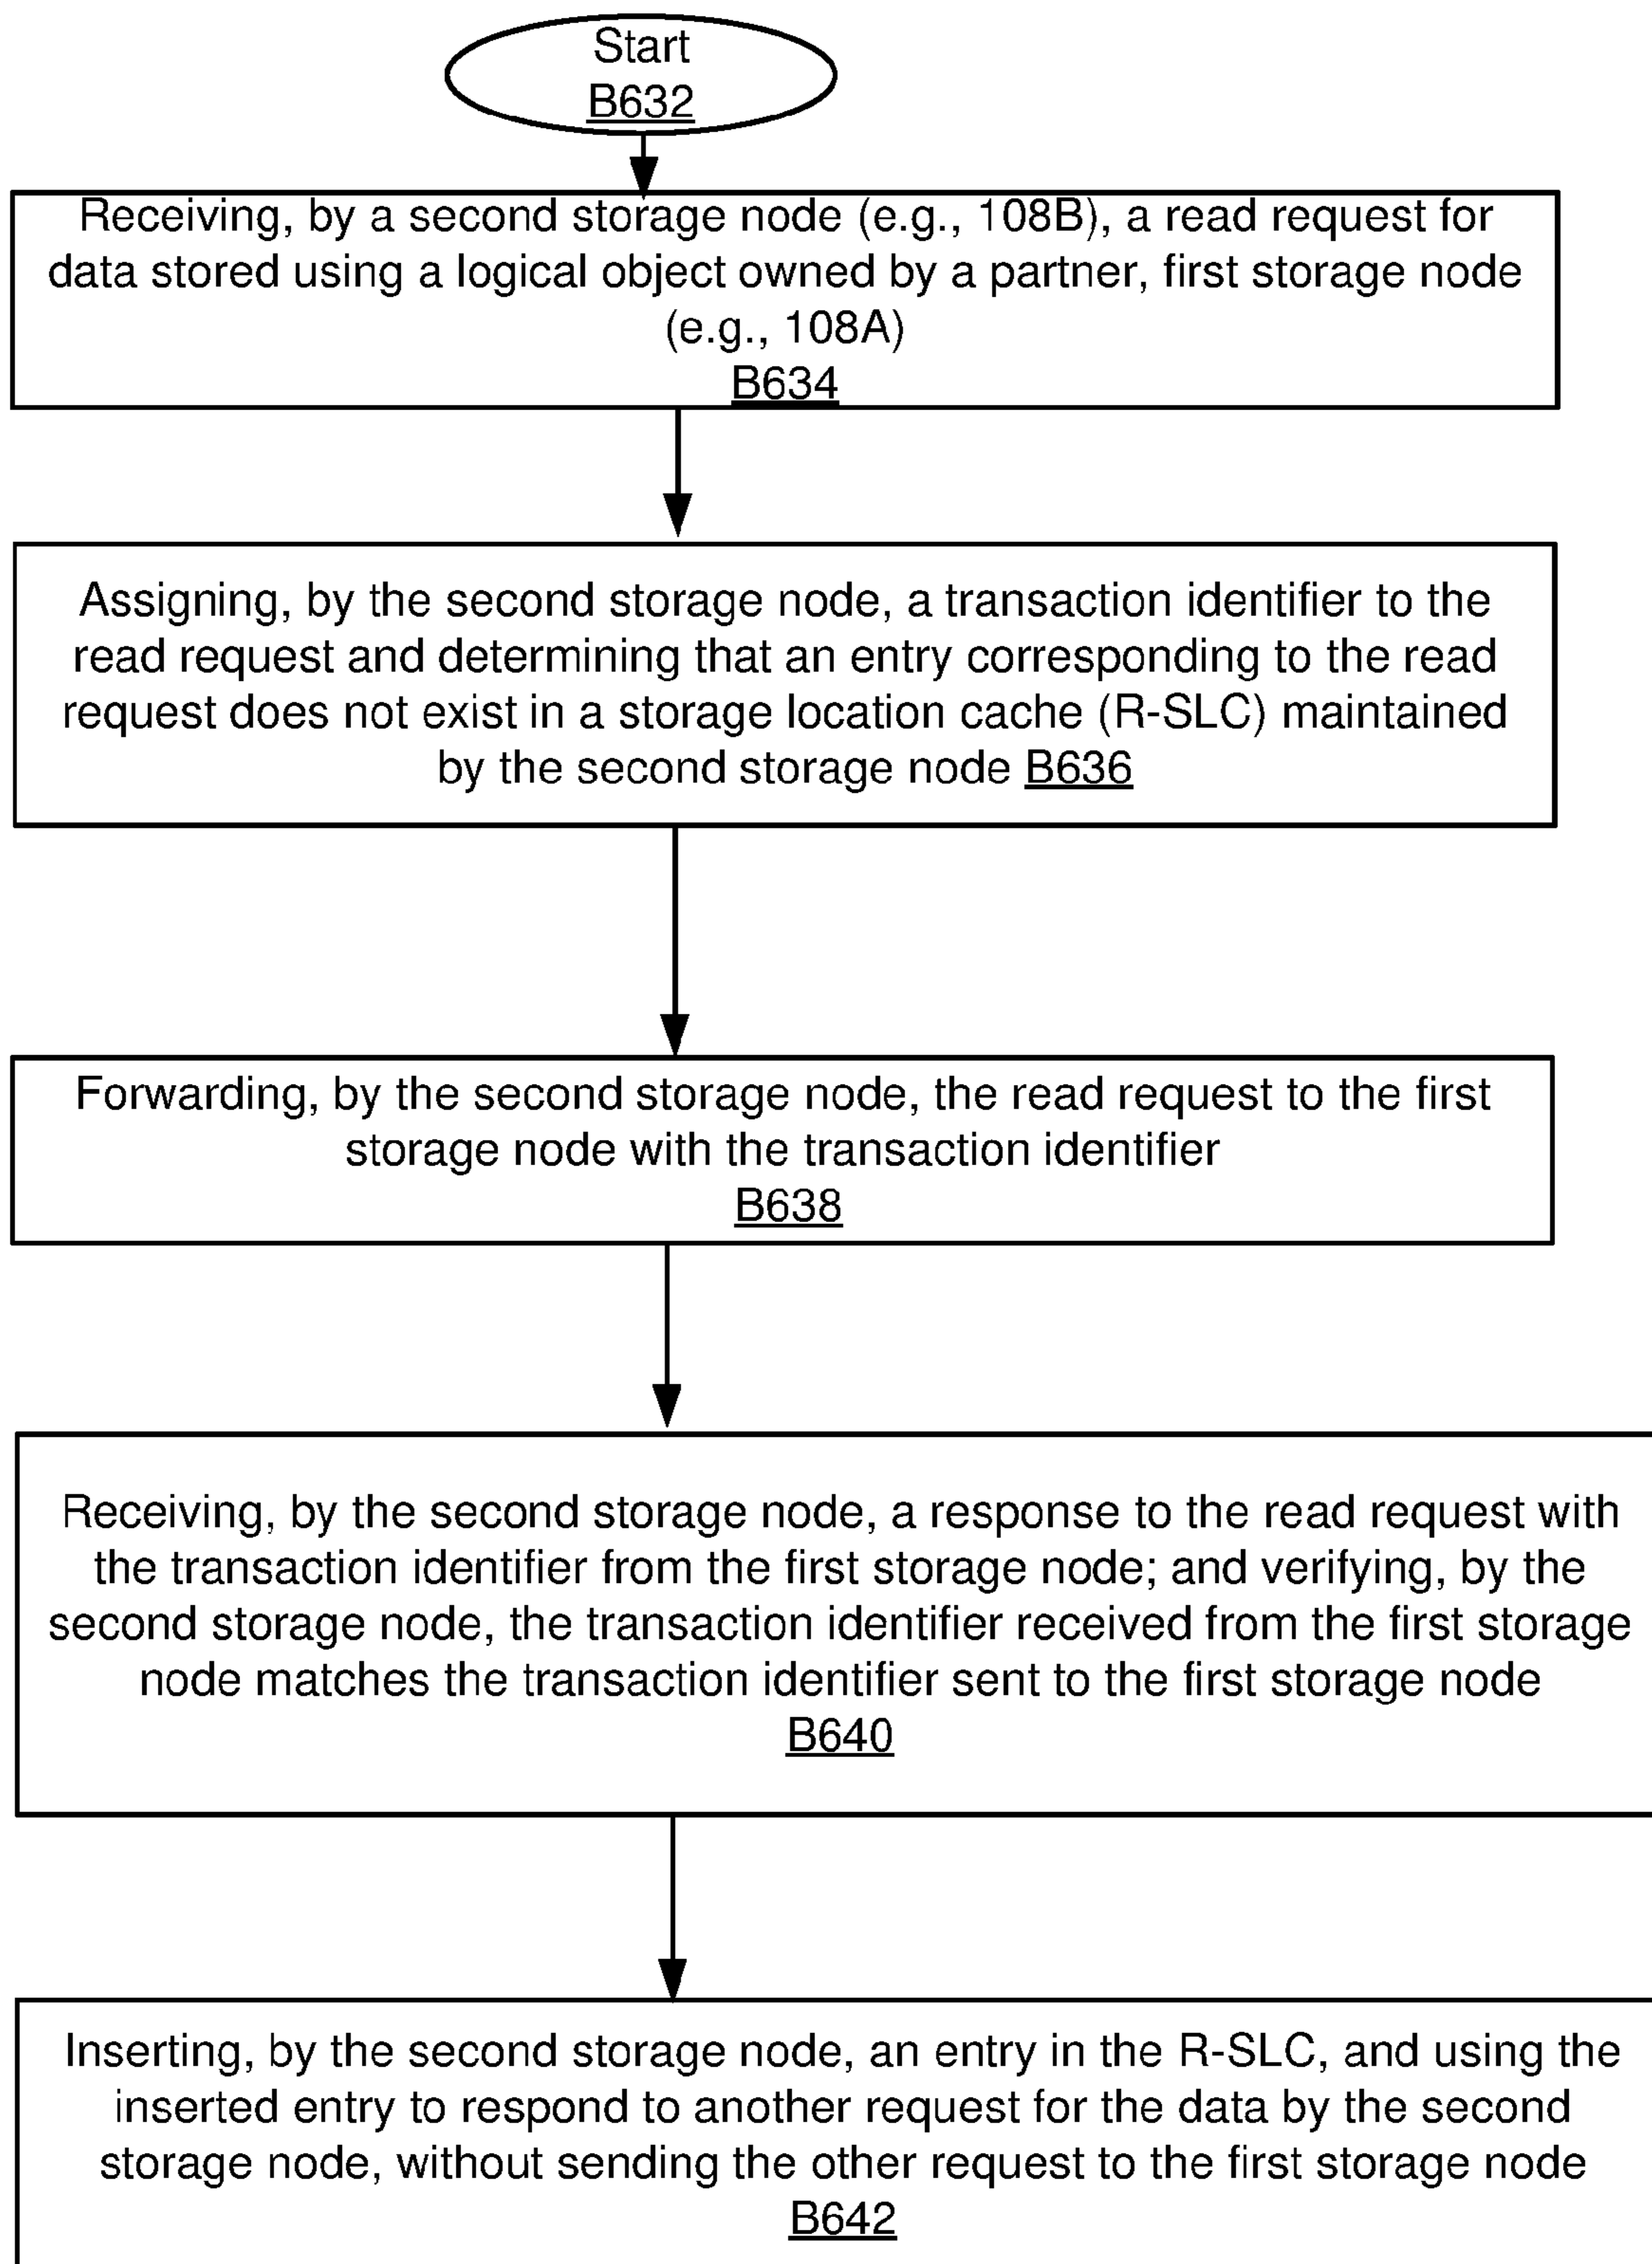 Start
B632
Receiving, by a second storage node (e.g., 108B), a read request for
data stored using a logical object owned by a partner, first storage node
(e.g., 108A)
B634
Assigning, by the second storage node, a transaction identifier to the
read request and determining that an entry corresponding to the read
request does not exist in a storage location cache (R-SLC) maintained
by the second storage node B636
Forwarding, by the second storage node, the read request to the first
storage node with the transaction identifier
B638
Receiving, by the second storage node, a response to the read request with
the transaction identifier from the first storage node; and verifying, by the
second storage node, the transaction identifier received from the first storage
node matches the transaction identifier sent to the first storage node
B640
Inserting, by the second storage node, an entry in the R-SLC, and using the
inserted entry to respond to another request for the data by the second
storage node, without sending the other request to the first storage node
B642